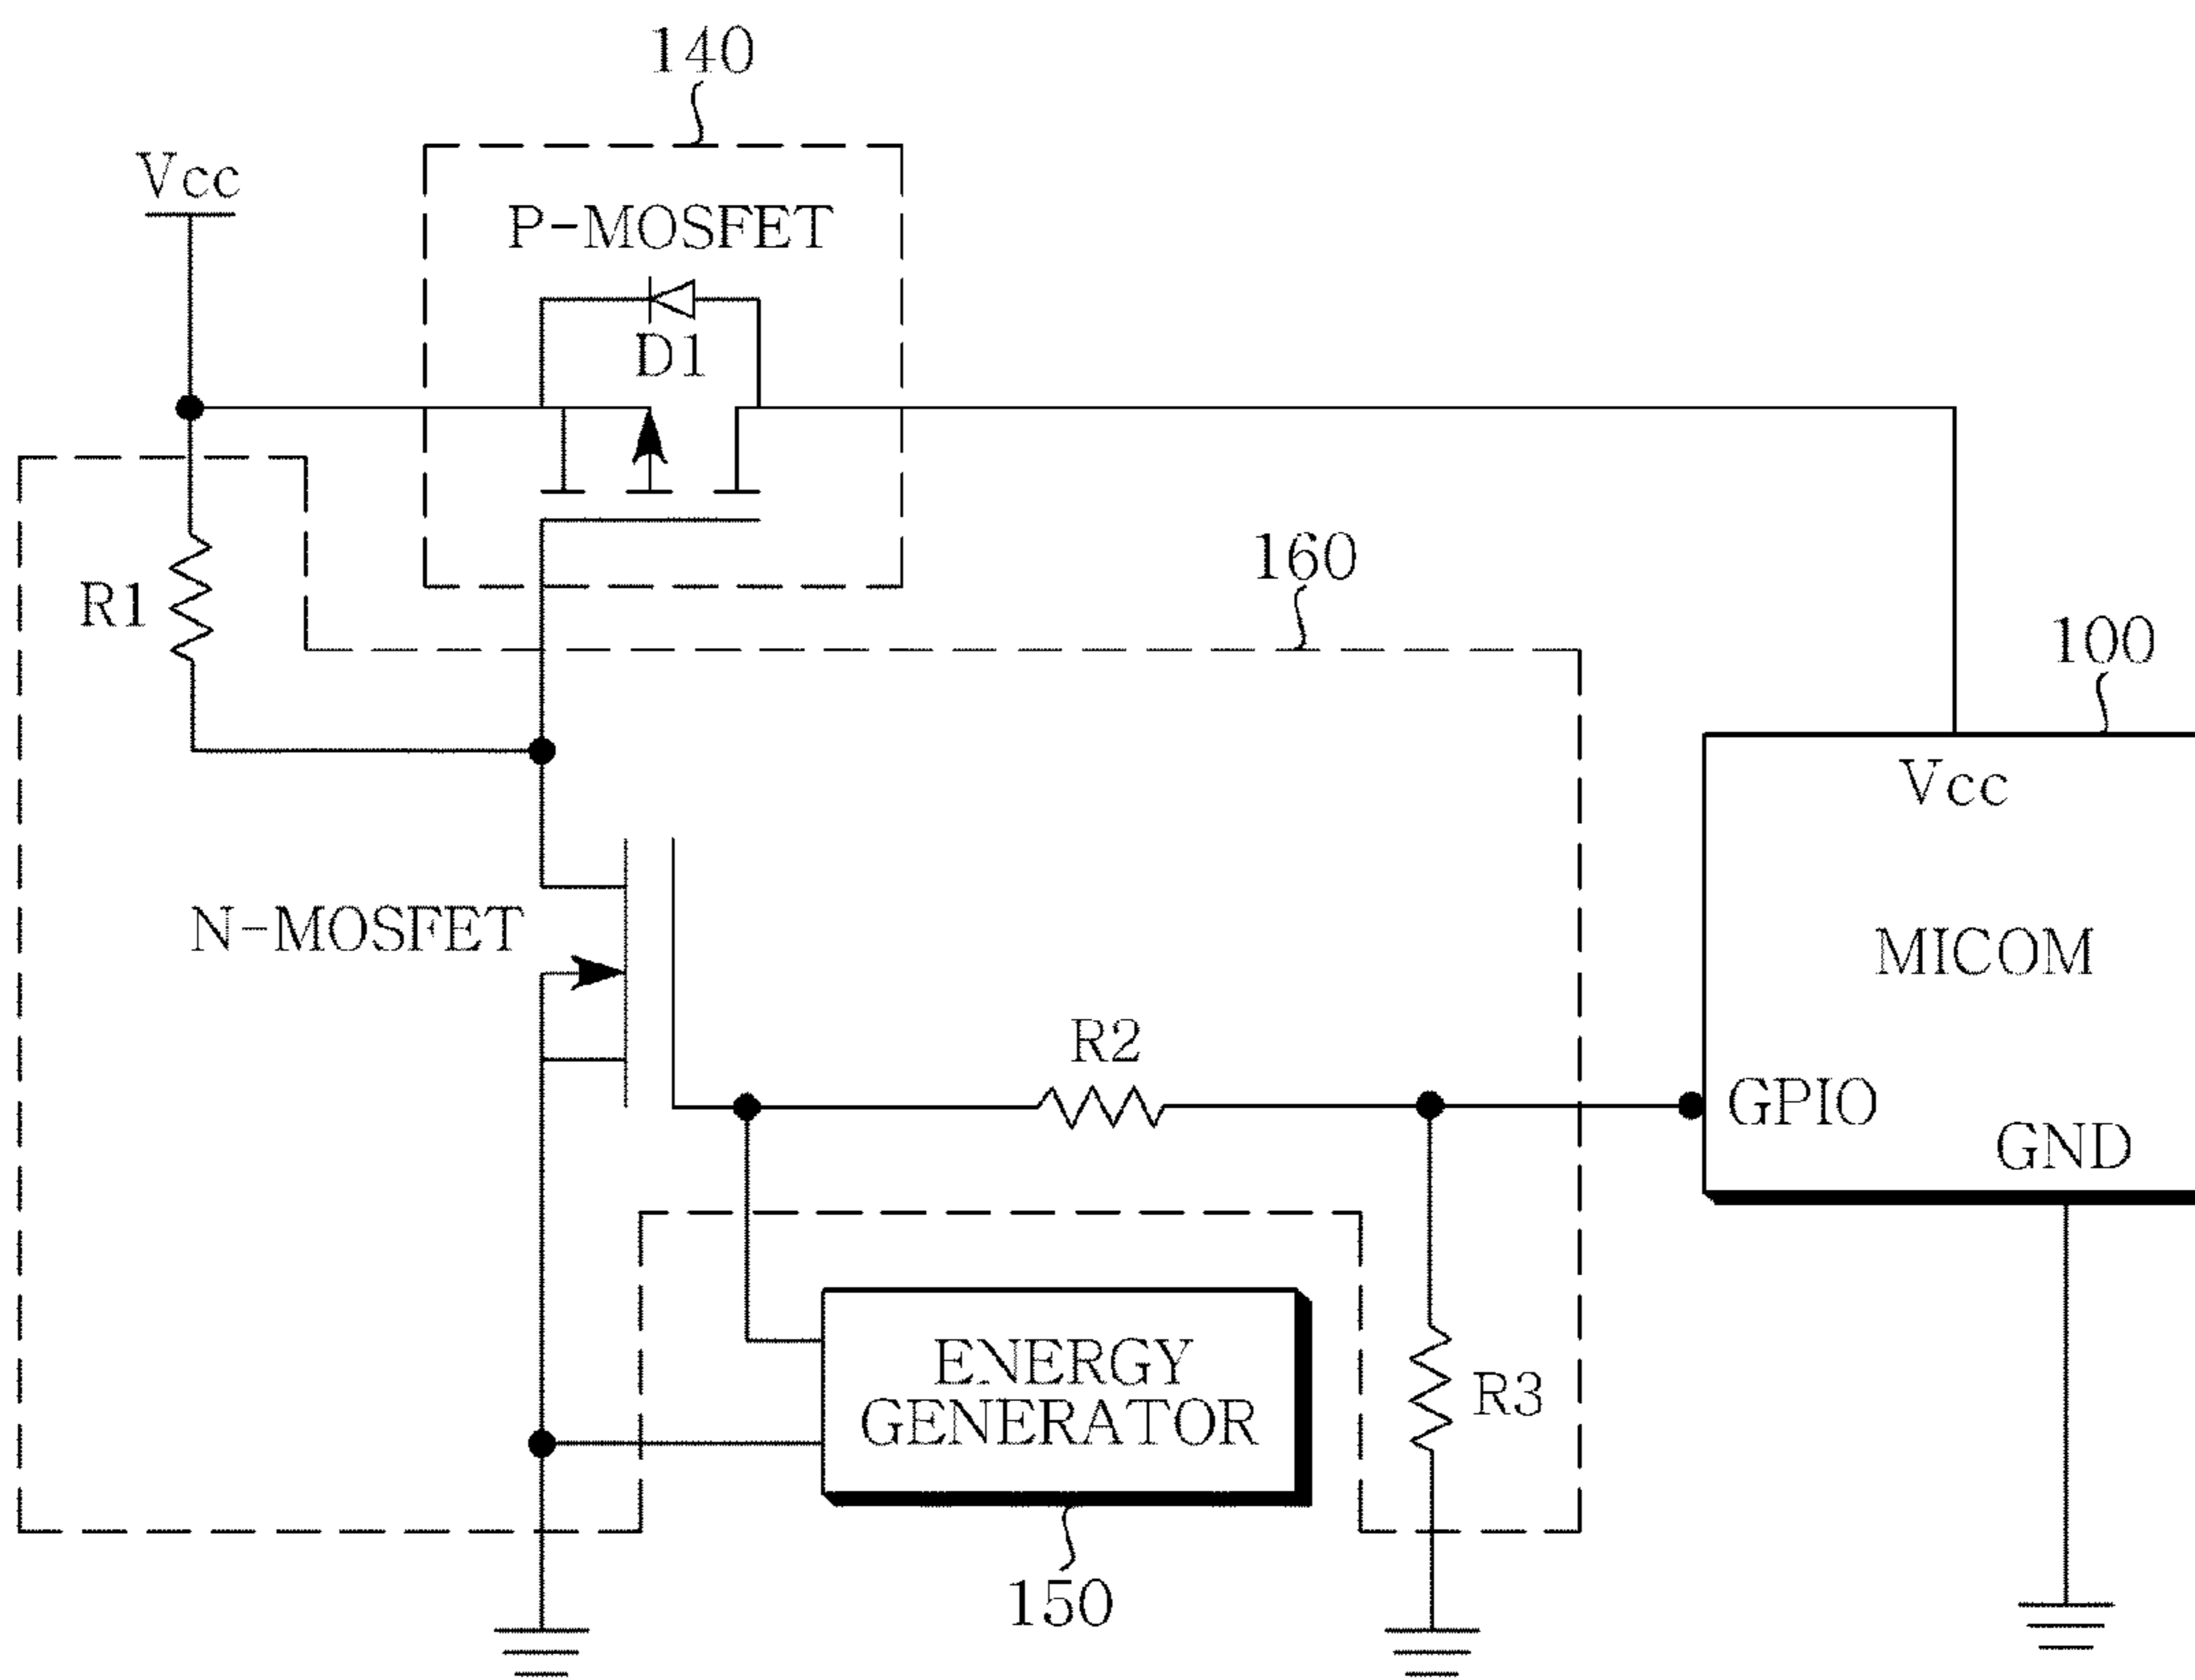 140
Vcc
P-MOSFET
D1
160
R1
100
Vcc
N-MOSFET
MICOM
R2
GPIO
GND
ENERGY
GENERATOR
R3
150